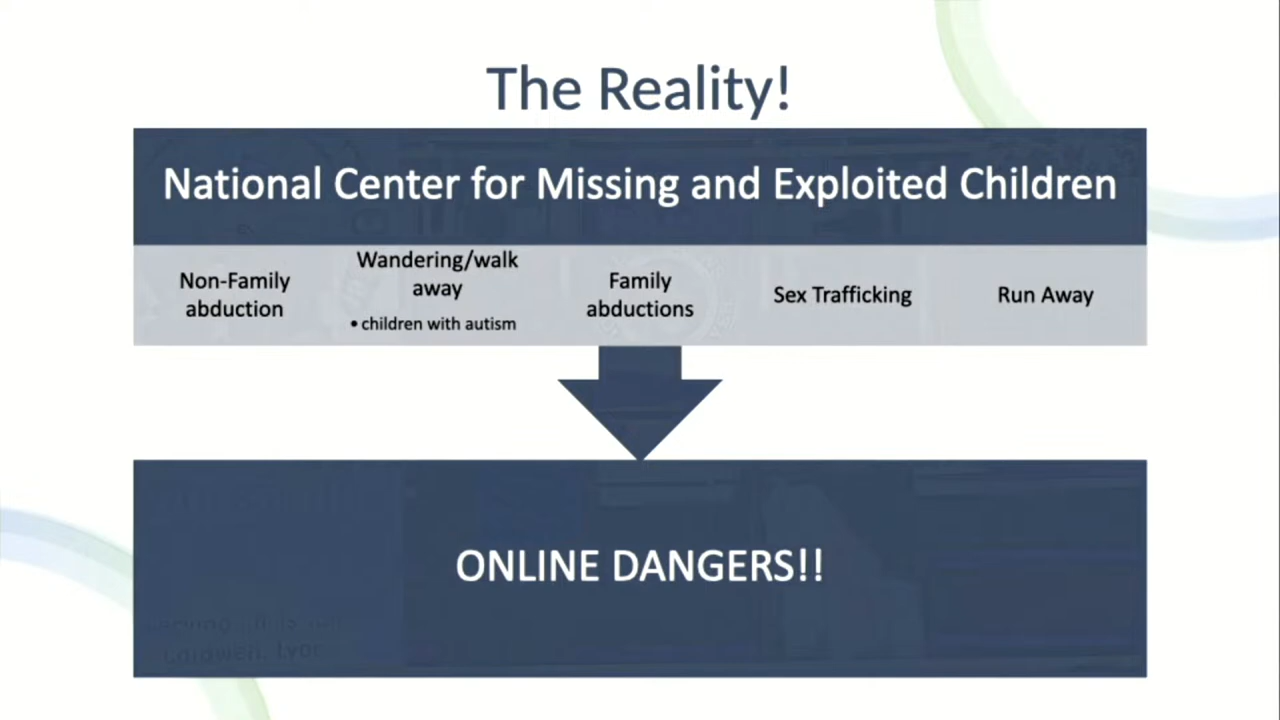 The Reality!
National Center for Missing and Exploited Children
Non-Family
abduction
Wandering/walk
away
• children with autism
Family
abductions
Sex Trafficking
Run Away
ONLINE DANGERS!!